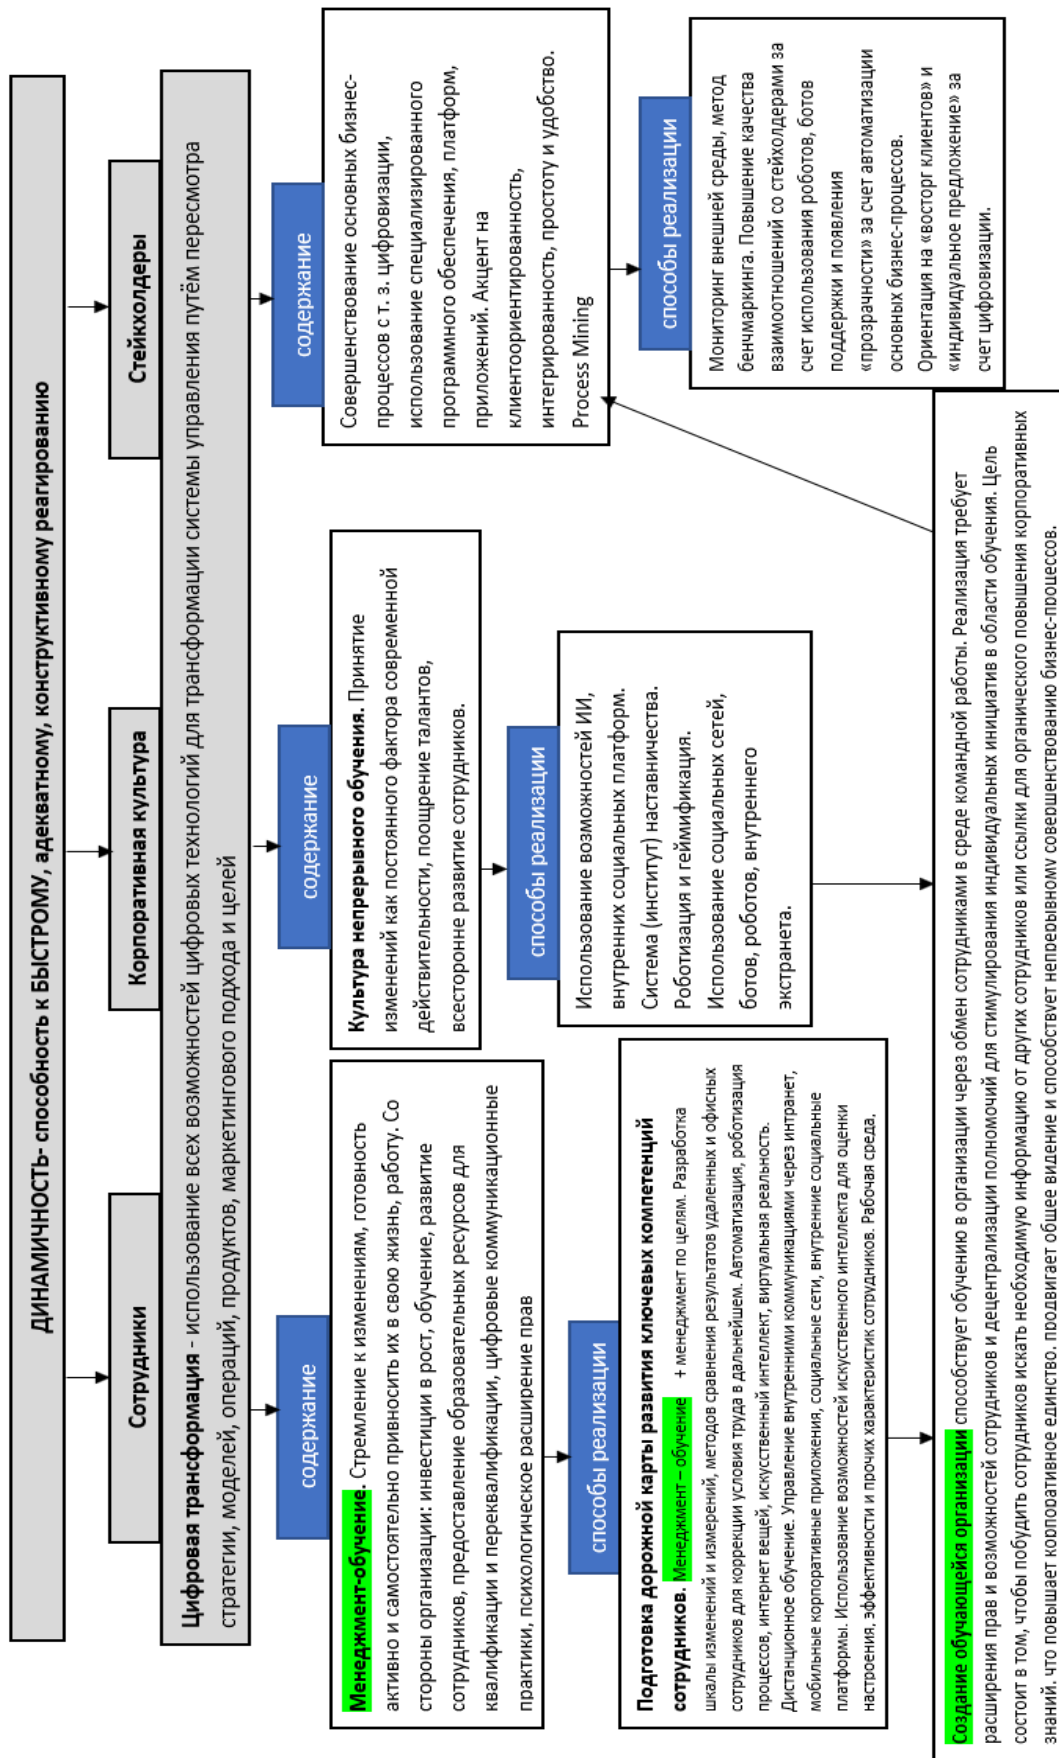 ДИНАМИЧНОСТЬ- способность к БЫСТРОМУ, адекватному, конструктивному реагированию
Сотрудники
Корпоративная культура
Стейкхолдеры
Цифровая трансформация - использование всех возможностей цифровых технологий для трансформации системы управления путём пересмотра
стратегии, моделей, операций, продуктов, маркетингового подхода и целей
содержание
Менеджмент-обучение. Стремление к изменениям, готовность
активно и самостоятельно привносить их в свою жизнь, работу. Со
стороны организации: инвестиции в рост, обучение, развитие
сотрудников, предоставление образовательных ресурсов для
квалификации и переквалификации, цифровые коммуникационные
практики, психологическое расширение прав
способы реализации
Подготовка дорожной карты развития ключевых компетенций
сотрудников. Менеджмент – обучение + менеджмент по целям. Разработка
шкалы изменений и измерений, методов сравнения результатов удаленных и офисных
сотрудников для коррекции условия труда в дальнейшем. Автоматизация, роботизация
процессов, интернет вещей, искусственный интеллект, виртуальная реальность.
Дистанционное обучение. Управление внутренними коммуникациями через интранет,
мобильные корпоративные приложения, социальные сети, внутренние социальные
платформы. Использование возможностей искусственного интеллекта для оценки
настроения, эффективности и прочих характеристик сотрудников. Рабочая среда.
содержание
Культура непрерывного обучения. Принятие
изменений как постоянного фактора современной
действительности, поощрение талантов,
всесторонне развитие сотрудников.
способы реализации
Использование возможностей ИИ,
внутренних социальных платформ.
Система (институт) наставничества.
Роботизация и геймификация.
Использование социальных сетей,
ботов, роботов, внутреннего
экстранета.
содержание
Совершенствование основных бизнес-
процессов с т. з. цифровизации,
использование специализированного
программного обеспечения, платформ,
приложений. Акцент на
клиентоориентированность,
интегрированность, простоту и удобство.
Process Mining
способы реализации
Мониторинг внешней среды, метод
бенчмаркинга. Повышение качества
взаимоотношений со стейхолдерами за
счет использования роботов, ботов
поддержки и появления
«прозрачности» за счет автоматизации
основных бизнес-процессов.
Ориентация на «восторг клиентов» и
«индивидуальное предложение» за
счет цифровизации.
Создание обучающейся организации способствует обучению в организации через обмен сотрудниками в среде командной работы. Реализация требует
расширения прав и возможностей сотрудников и децентрализации полномочий для стимулирования индивидуальных инициатив в области обучения. Цель
состоит в том, чтобы побудить сотрудников искать необходимую информацию от других сотрудников или ссылки для органического повышения корпоративных
знаний, что повышает корпоративное единство, продвигает общее видение и способствует непрерывному совершенствованию бизнес-процессов.